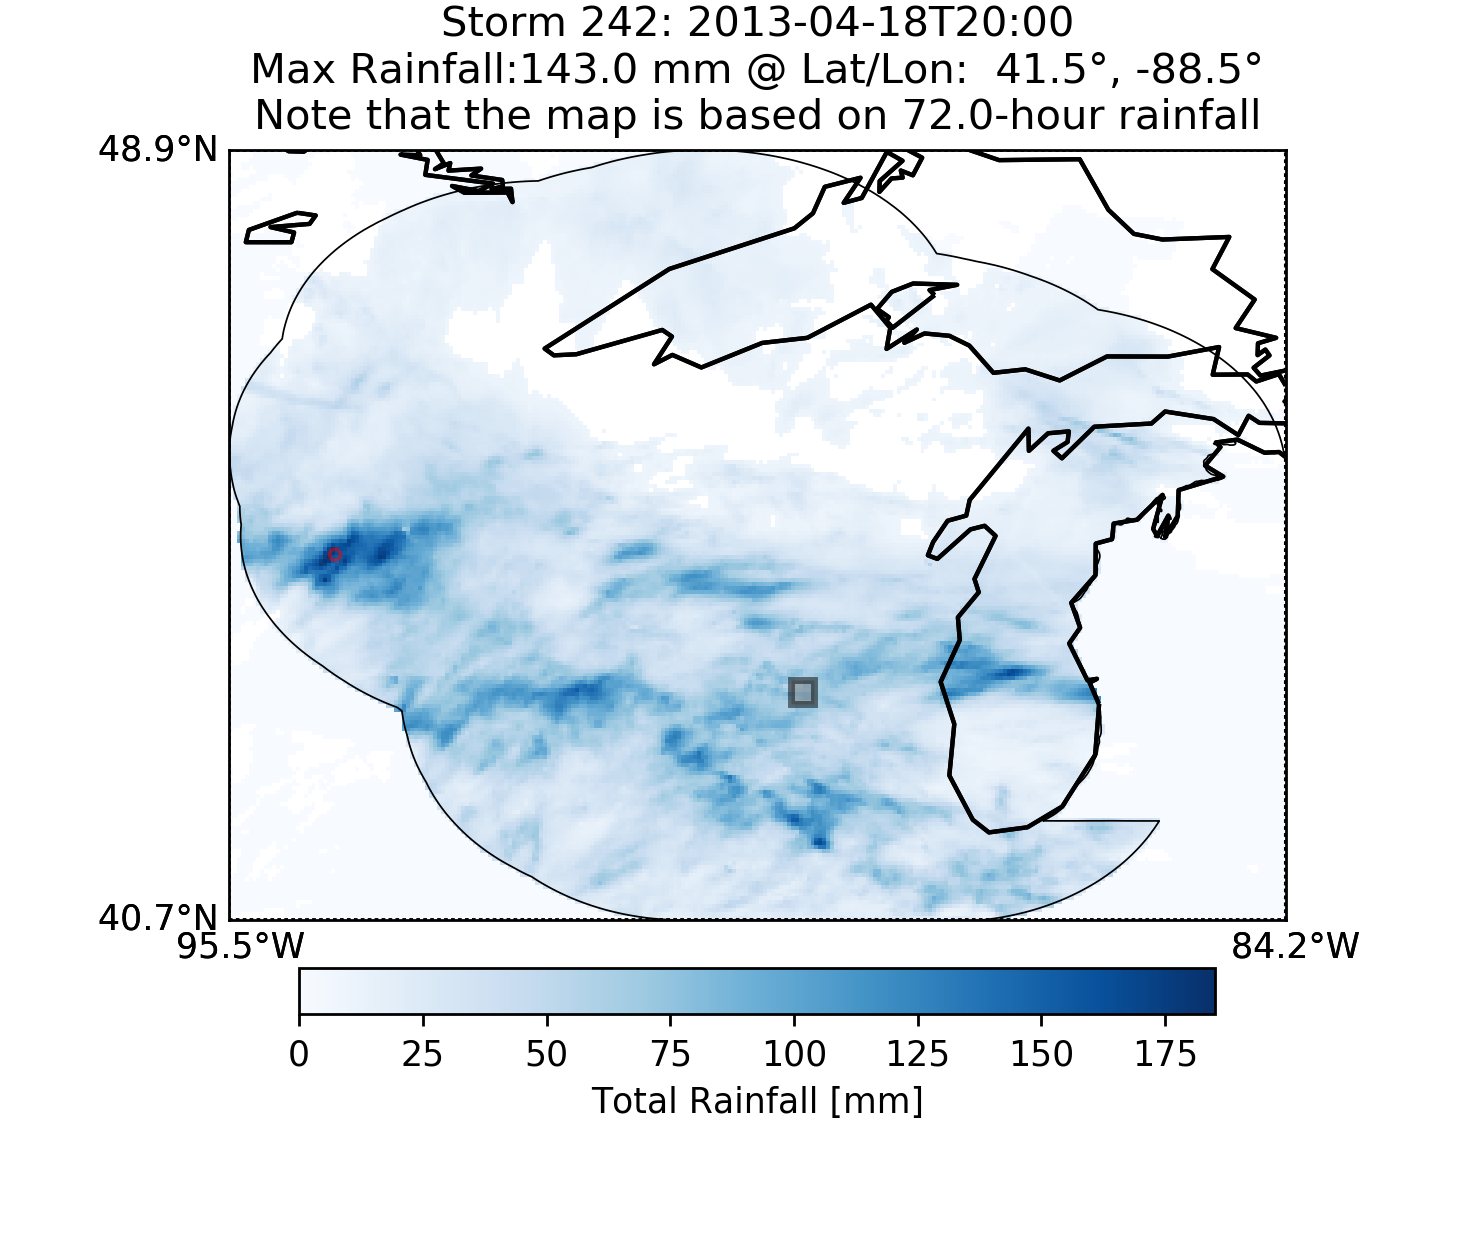 Storm 242: 2013-04-18T20:00
Max Rainfall:143.0 mm @ Lat/Lon:  41.5°, -88.5°
Note that the map is based on 72.0-hour rainfall
48.9°N
40.7°N
95.5°W 84.2°W
0 25 50 75 100 125 150 175
Total Rainfall [mm]